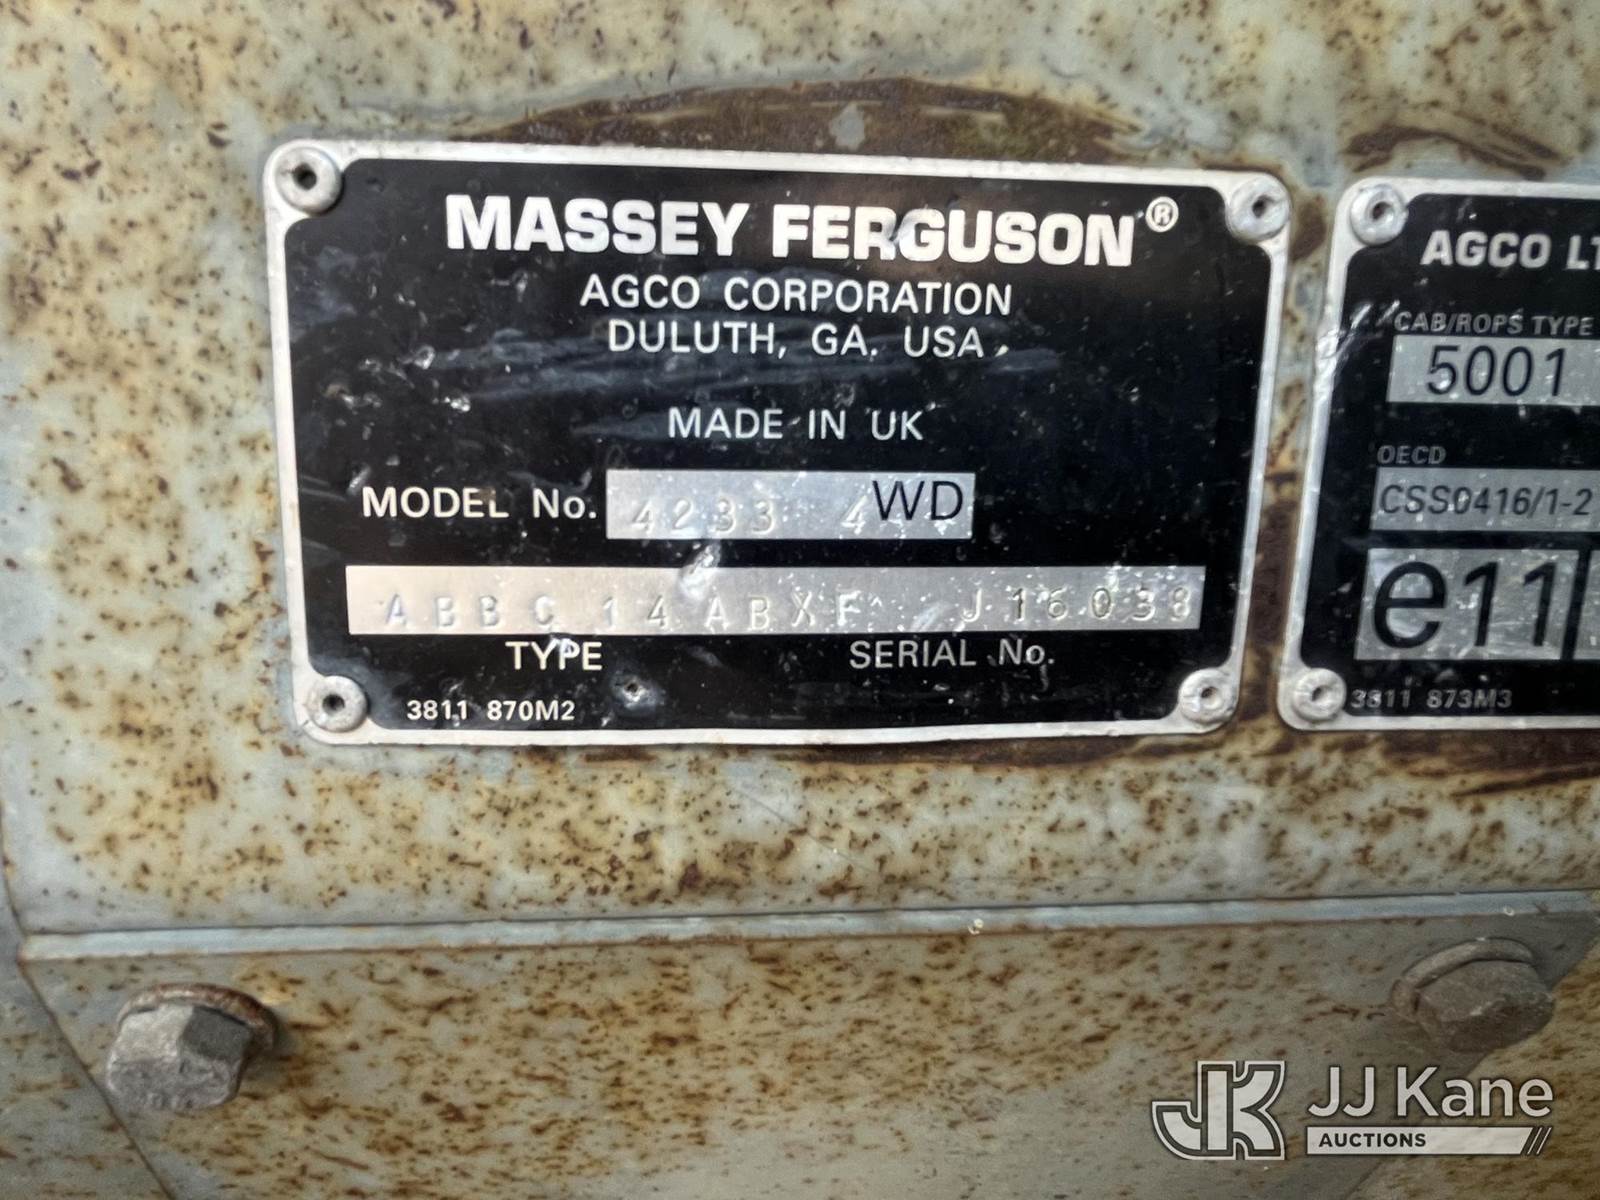 MASSEY FERGUSON®
AGCO CORPORATION
DULUTH, GA. USA
MADE IN UK
MODEL No. 4233 4WD
ABBC14ABXF J16038
TYPE SERIAL No.
3811 870M2
AGCO LT
CAB/ROPS TYPE
5001
OECD
CSS0416/1-2
e11
3811 873M3
JK JJ Kane
AUCTIONS